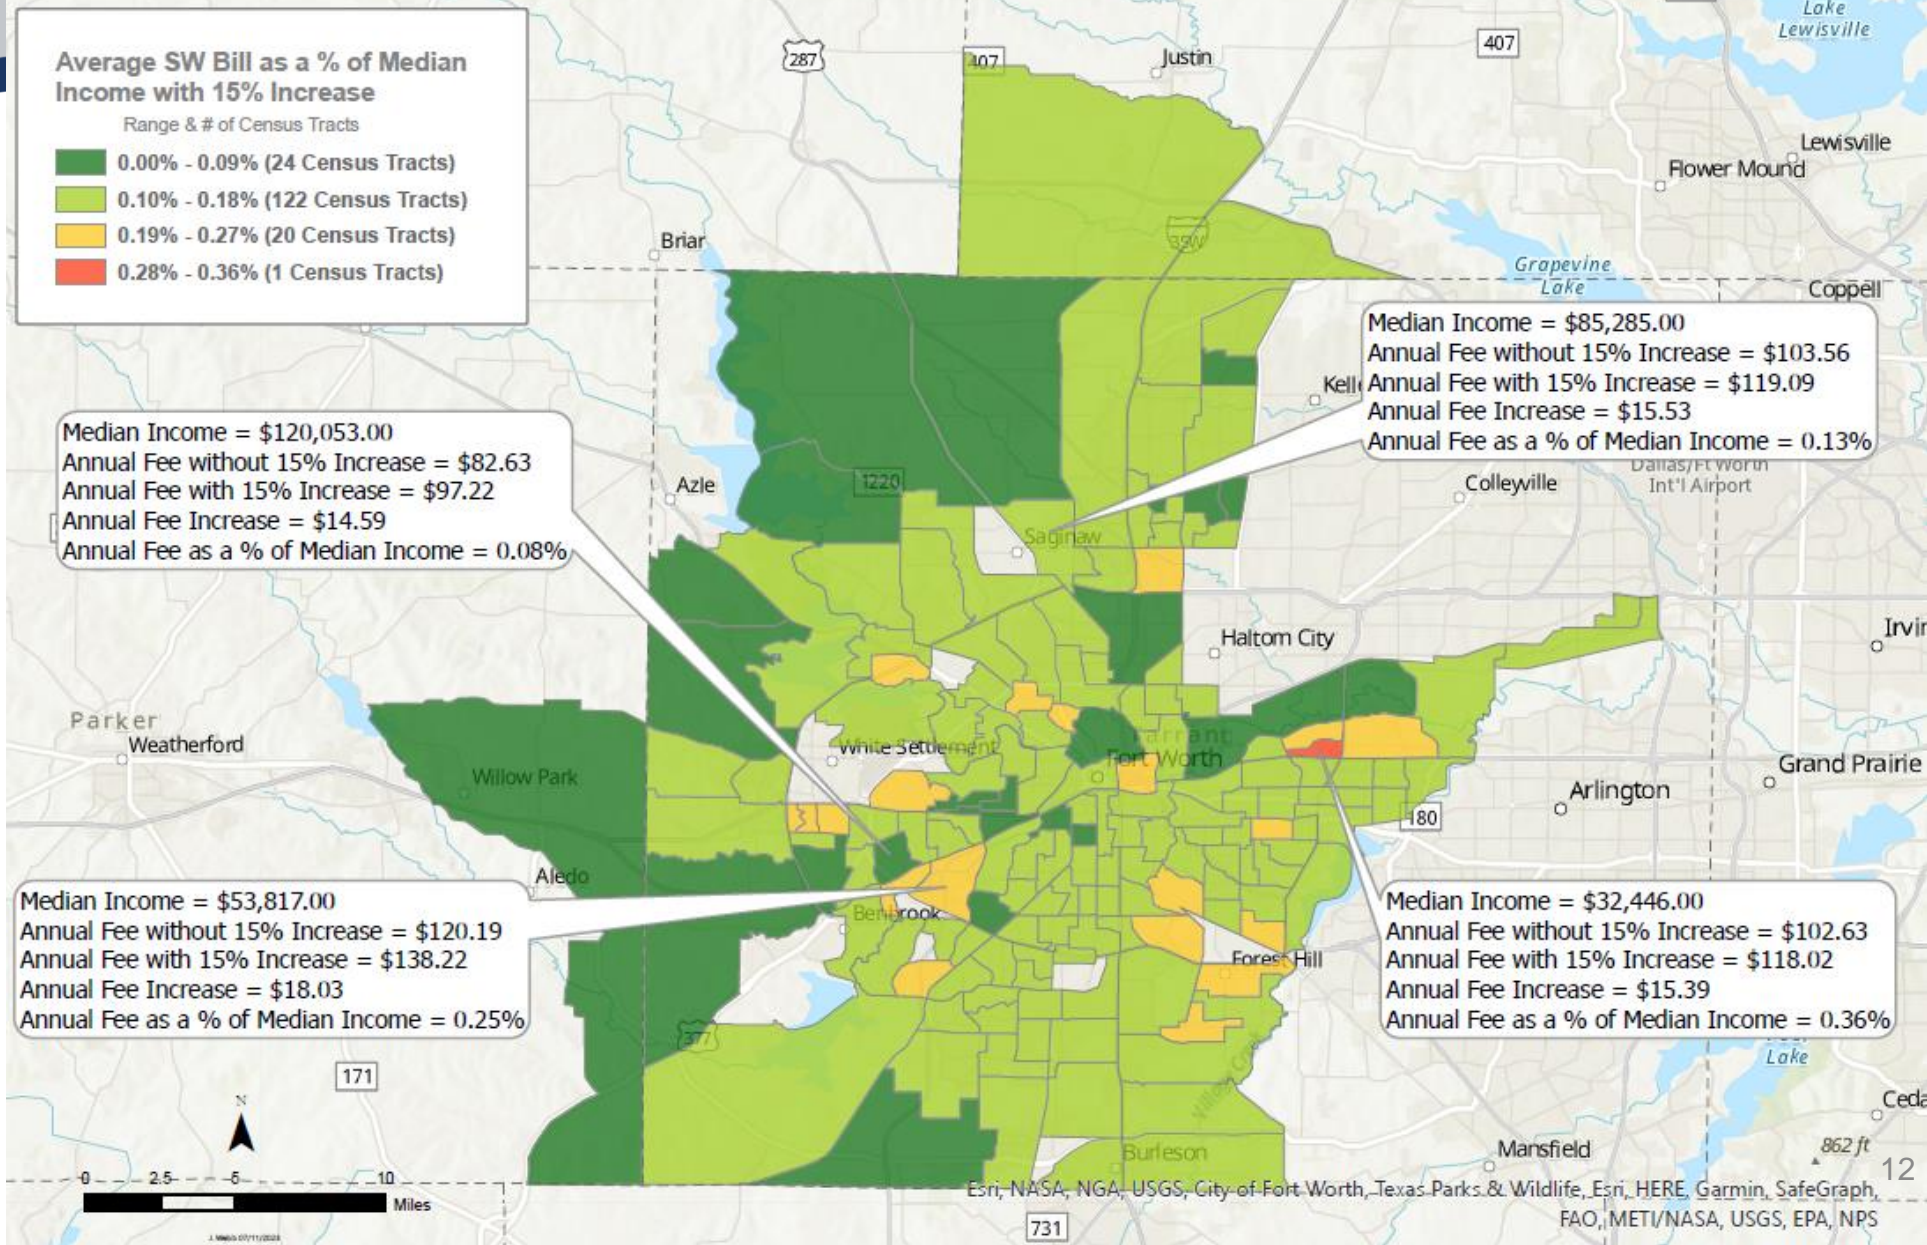 Average SW Bill as a % of Median
Income with 15% Increase
Range & # of Census Tracts
0.00% - 0.09% (24 Census Tracts)
0.10% - 0.18% (122 Census Tracts)
0.19% - 0.27% (20 Census Tracts)
0.28% - 0.36% (1 Census Tracts)
287
407
Justin
407
Lake
Lewisville
Lewisville
Flower Mound
Briar
35W
Grapevine
Lake
Coppell
Median Income = $85,285.00
Annual Fee without 15% Increase = $103.56
Annual Fee with 15% Increase = $119.09
Annual Fee Increase = $15.53
Annual Fee as a % of Median Income = 0.13%
Kell
Median Income = $120,053.00
Annual Fee without 15% Increase = $82.63
Annual Fee with 15% Increase = $97.22
Annual Fee Increase = $14.59
Annual Fee as a % of Median Income = 0.08%
Azle
1220
Colleyville
Dallas/Ft Worth
Int'l Airport
Saginaw
Haltom City
Irvin
Parker
Weatherford
White Settlement
Tarrant
Fort Worth
Willow Park
Grand Prairie
Arlington
180
Aledo
Median Income = $53,817.00
Annual Fee without 15% Increase = $120.19
Annual Fee with 15% Increase = $138.22
Annual Fee Increase = $18.03
Annual Fee as a % of Median Income = 0.25%
Benbrook
Forest Hill
Median Income = $32,446.00
Annual Fee without 15% Increase = $102.63
Annual Fee with 15% Increase = $118.02
Annual Fee Increase = $15.39
Annual Fee as a % of Median Income = 0.36%
377
Lake
171
Village Creek
N
Ceda
Burleson
Mansfield
862 ft
12
0 2.5 5 10
Miles
Esri, NASA, NGA, USGS, City of Fort Worth, Texas Parks & Wildlife, Esri, HERE, Garmin, SafeGraph,
FAO, METI/NASA, USGS, EPA, NPS
731